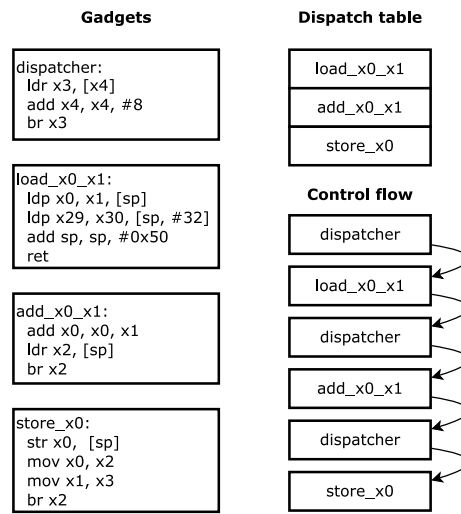 Gadgets
dispatcher:
ldr x3, [x4]
add x4, x4, #8
br x3
load_x0_x1:
ldp x0, x1, [sp]
ldp x29, x30, [sp, #32]
add sp, sp, #0x50
ret
add_x0_x1:
add x0, x0, x1
ldr x2, [sp]
br x2
store_x0:
str x0, [sp]
mov x0, x2
mov x1, x3
br x2
Dispatch table
load_x0_x1
add_x0_x1
store_x0
Control flow
dispatcher
load_x0_x1
dispatcher
add_x0_x1
dispatcher
store_x0